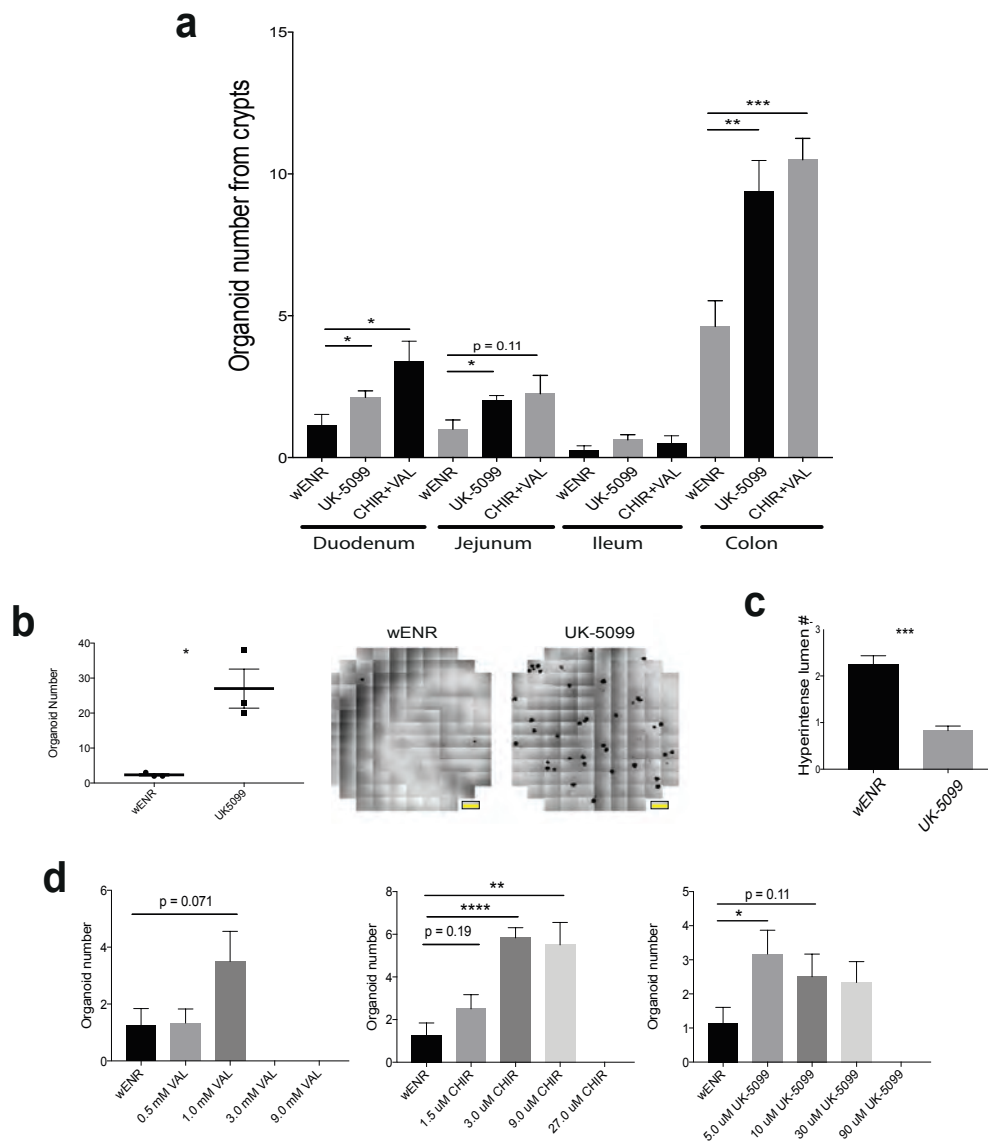 a
Organoid number from crypts
15
10
5
0
*
*
p = 0.11
*
***
**
wENR
UK-5099
CHIR+VAL
wENR
UK-5099
CHIR+VAL
wENR
UK-5099
CHIR+VAL
wENR
UK-5099
CHIR+VAL
Duodenum
Jejunum
Ileum
Colon
b
Organoid Number
40
30
20
10
0
*
wENR
UK5099
wENR
UK-5099
c
Hyperintense lumen #
3
2
1
0
***
wENR
UK-5099
d
Organoid number
6
4
2
0
p = 0.071
wENR
0.5 mM VAL
1.0 mM VAL
3.0 mM VAL
9.0 mM VAL
Organoid number
8
6
4
2
0
**
****
p = 0.19
wENR
1.5 uM CHIR
3.0 uM CHIR
9.0 uM CHIR
27.0 uM CHIR
Organoid number
5
4
3
2
1
0
p = 0.11
*
wENR
5.0 uM UK-5099
10 uM UK-5099
30 uM UK-5099
90 uM UK-5099